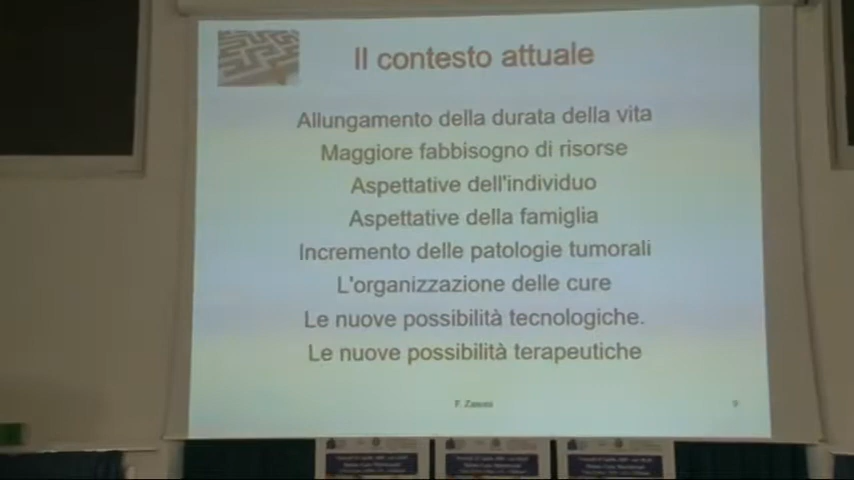 Il contesto attuale
Allungamento della durata della vita
Maggiore fabbisogno di risorse
Aspettative dell'individuo
Aspettative della famiglia
Incremento delle patologie tumorali
L'organizzazione delle cure
Le nuove possibilità tecnologiche.
Le nuove possibilità terapeutiche